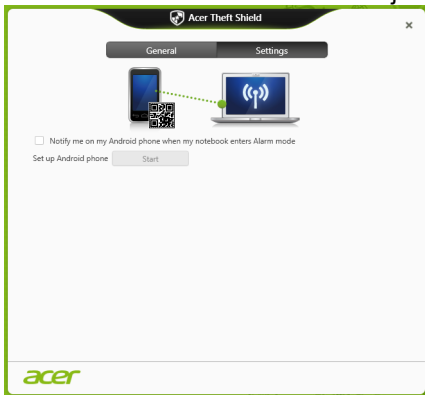 Acer Theft Shield
General Settings
Notify me on my Android phone when my notebook enters Alarm mode
Set up Android phone Start
acer